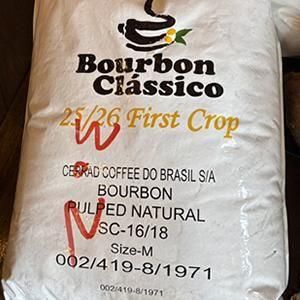 Bourbon
Clássico
25/26 First Crop
CERRAD COFFEE DO BRASIL S/A
BOURBON
PULPED NATURAL
SC-16/18
Size-M
002/419-8/1971
002/419-8/1971